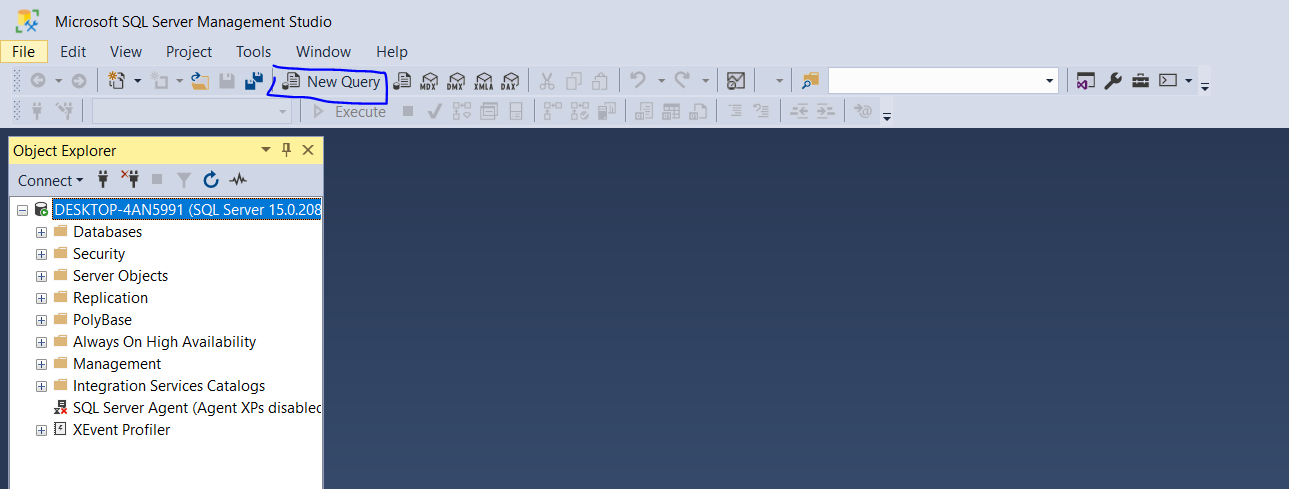 Microsoft SQL Server Management Studio
File Edit View Project Tools Window Help
New Query MDX DMX XMLA DAX
Execute
Object Explorer
Connect
DESKTOP-4AN5991 (SQL Server 15.0.208
Databases
Security
Server Objects
Replication
PolyBase
Always On High Availability
Management
Integration Services Catalogs
SQL Server Agent (Agent XPs disabled
XEvent Profiler